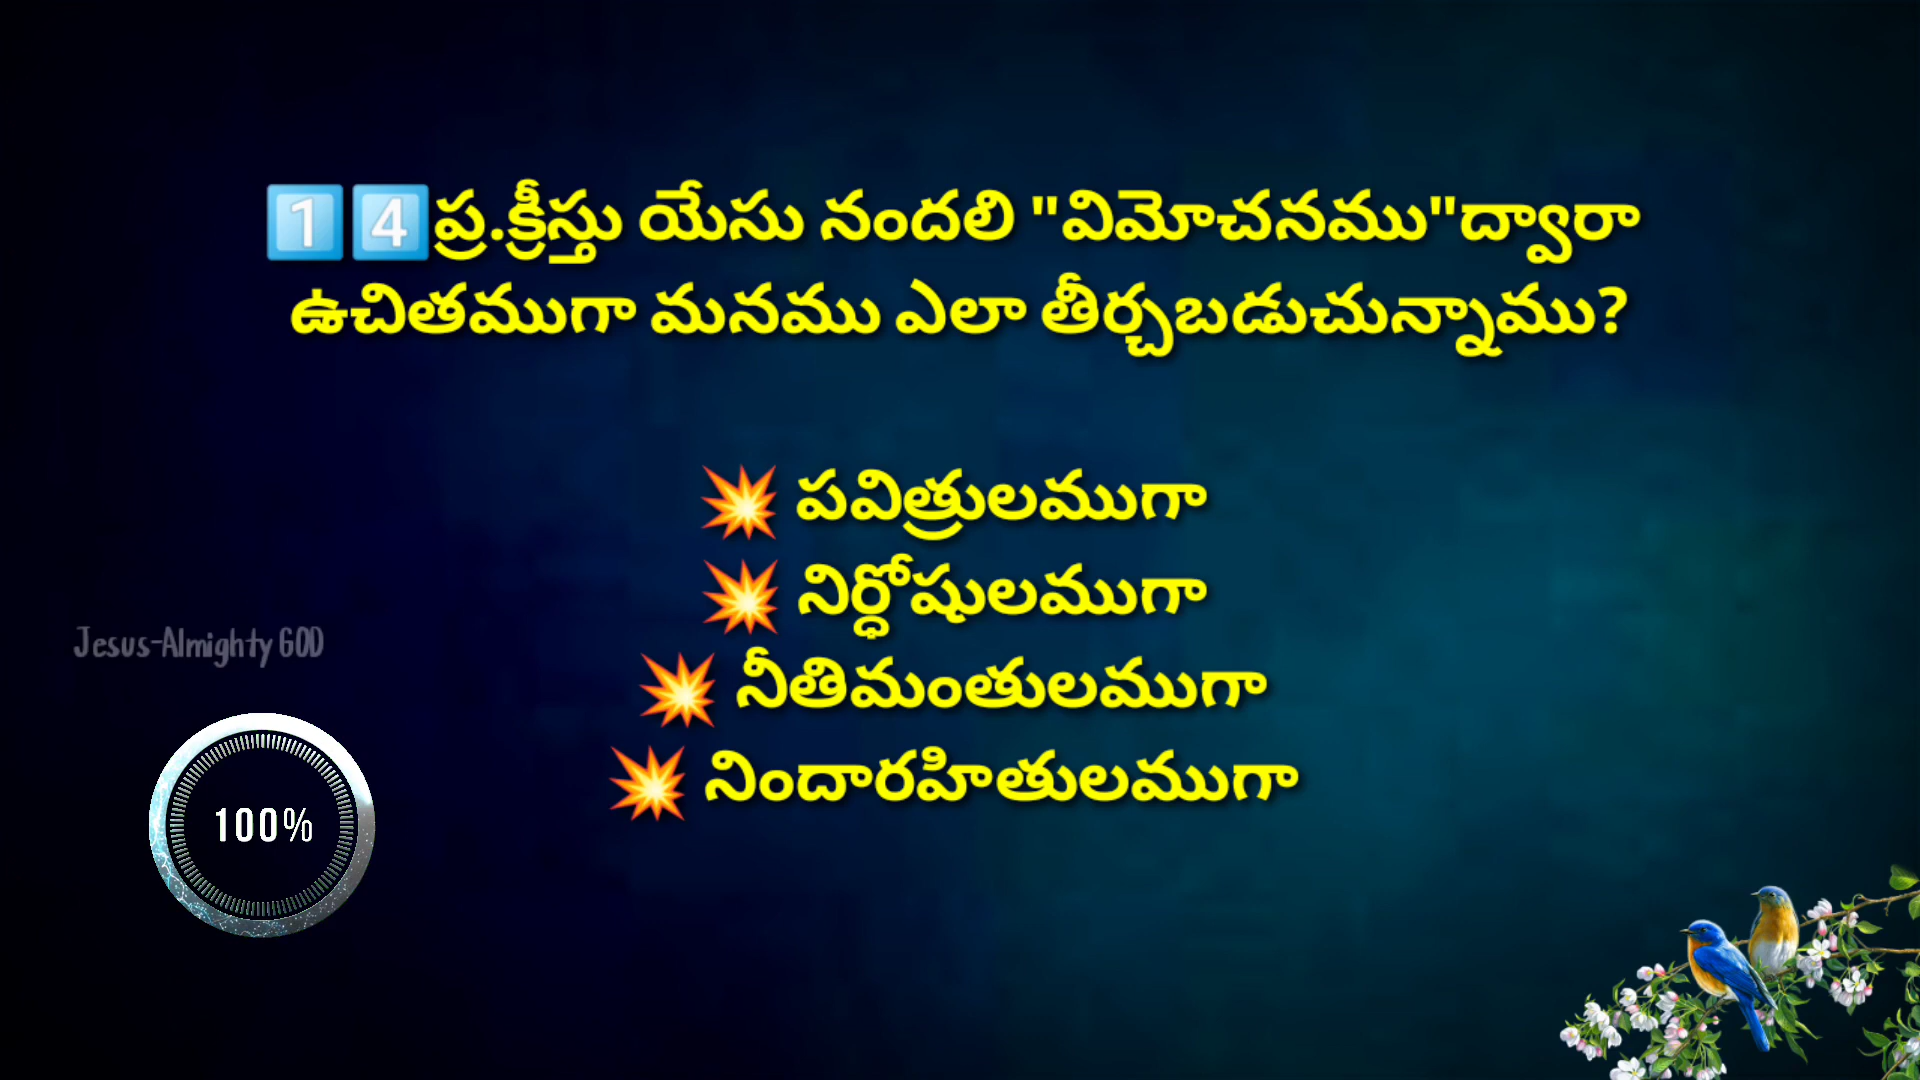 1️⃣4️⃣ప్ర.క్రీస్తు యేసు నందలి "విమోచనము"ద్వారా
ఉచితముగా మనము ఎలా తీర్చబడుచున్నాము?
💥 పవిత్రులముగా
💥 నిర్ధోషులముగా
💥 నీతిమంతులముగా
💥 నిందారహితులముగా
Jesus-Almighty GOD
100%